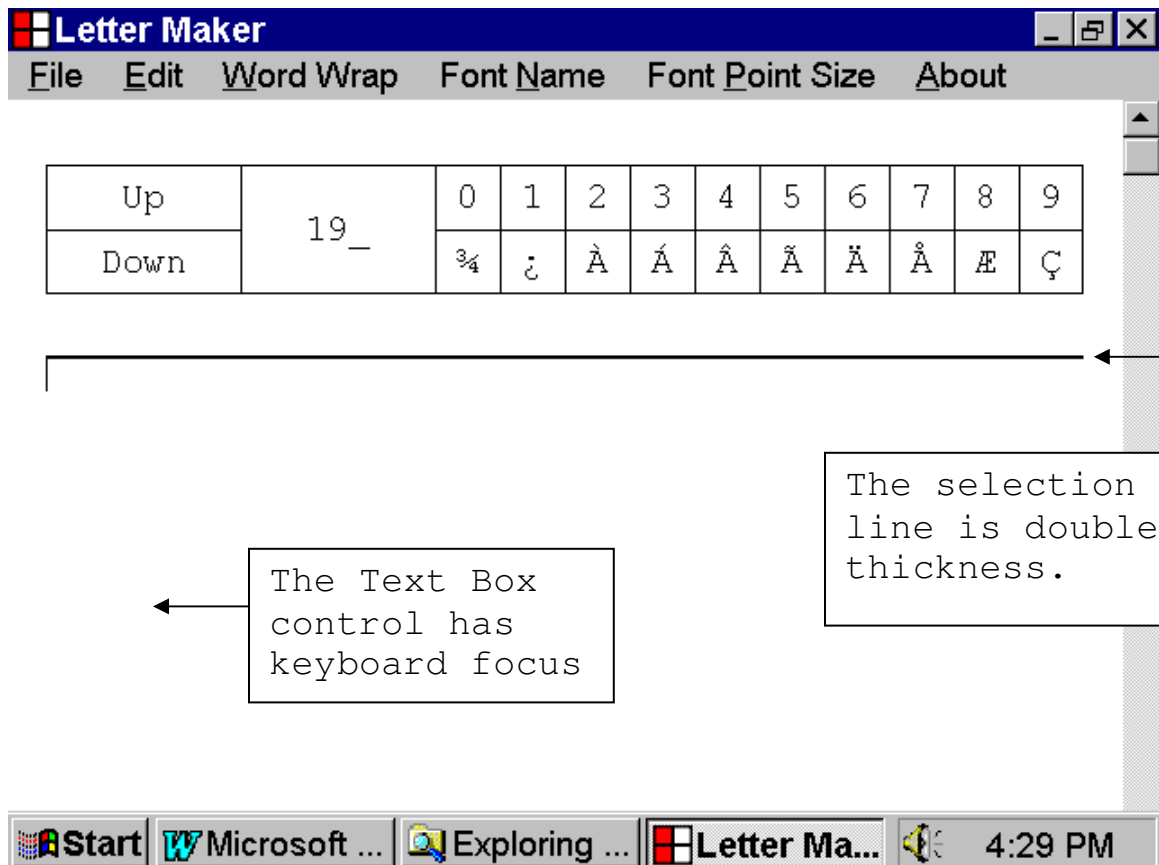 Letter Maker
File Edit Word Wrap Font Name Font Point Size About
Up 19_ 0 1 2 3 4 5 6 7 8 9
Down ¾ ¿ À Á Â Ã Ä Å Æ Ç
The selection
line is double
thickness.
The Text Box
control has
keyboard focus
Start Microsoft ... Exploring ... Letter Ma... 4:29 PM